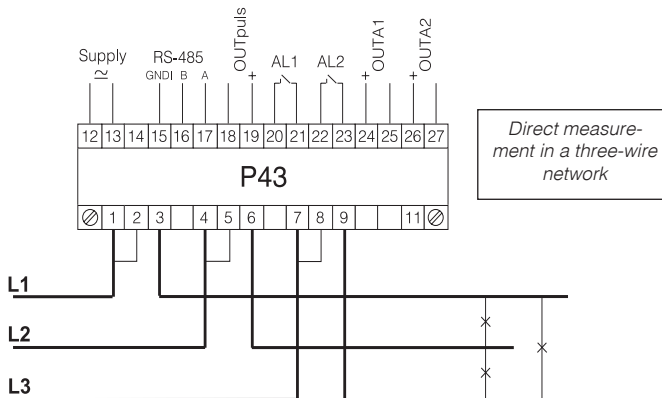 Supply
RS-485
GNDI B A
OUTpuls
+
AL1
AL2
+
OUTA1
+
OUTA2
12 13 14 15 16 17 18 19 20 21 22 23 24 25 26 27
P43
1 2 3 4 5 6 7 8 9 11
Direct measure-
ment in a three-wire
network
L1
L2
L3